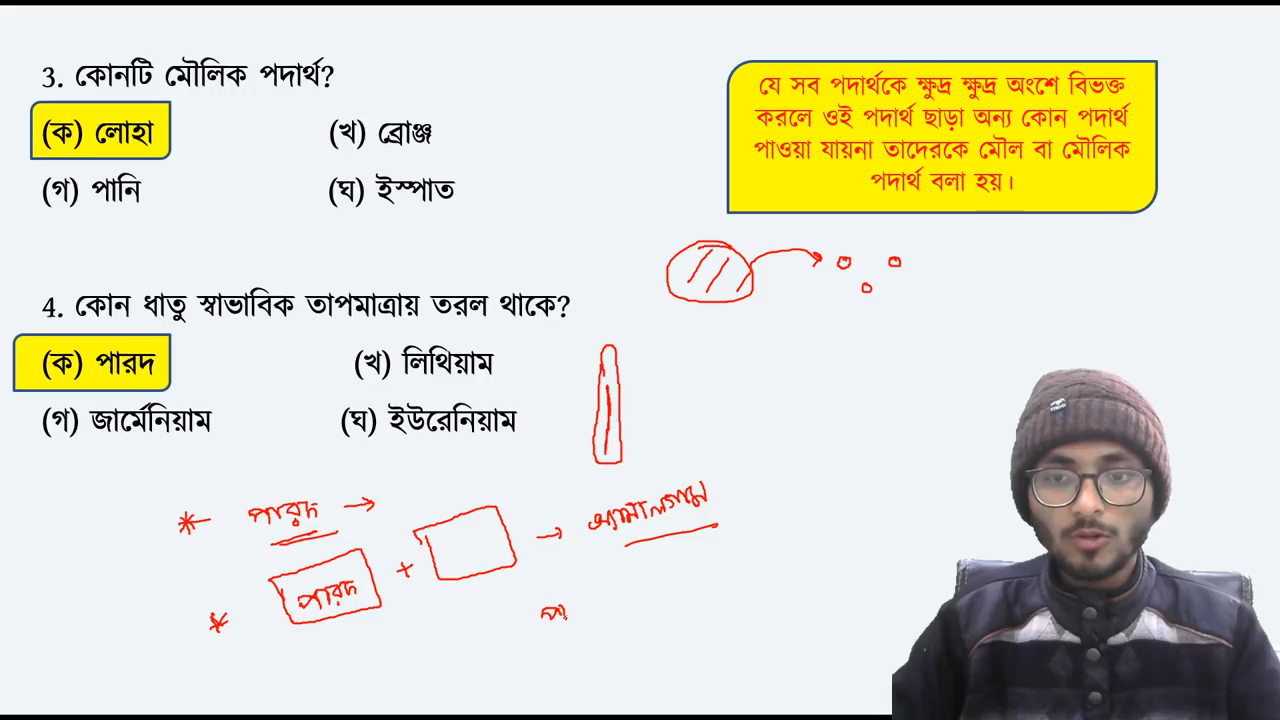 3. কোনটি মৌলিক পদার্থ?
(ক) লোহা (খ) ব্রোঞ্জ
(গ) পানি (ঘ) ইস্পাত
যে সব পদার্থকে ক্ষুদ্র ক্ষুদ্র অংশে বিভক্ত
করলে ওই পদার্থ ছাড়া অন্য কোন পদার্থ
পাওয়া যায়না তাদেরকে মৌল বা মৌলিক
পদার্থ বলা হয়।
4. কোন ধাতু স্বাভাবিক তাপমাত্রায় তরল থাকে?
(ক) পারদ (খ) লিথিয়াম
(গ) জার্মেনিয়াম (ঘ) ইউরেনিয়াম
* পারদ →
পারদ + → অ্যামালগাম
* পা